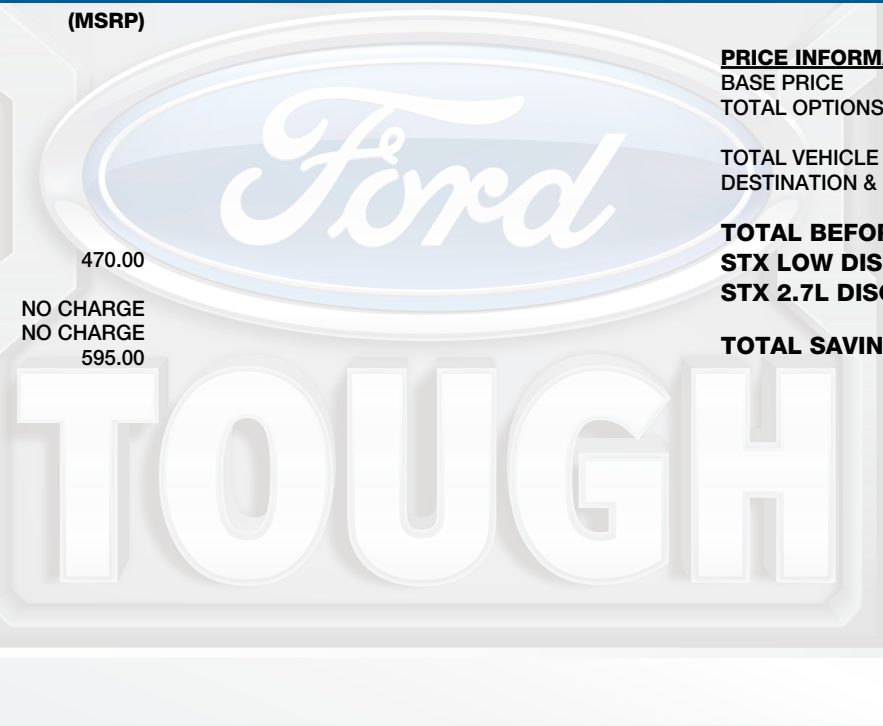 (MSRP)
470.00
NO CHARGE
NO CHARGE
595.00
PRICE INFORMA
BASE PRICE
TOTAL OPTIONS
TOTAL VEHICLE
DESTINATION &
TOTAL BEFOR
STX LOW DIS
STX 2.7L DISC
TOTAL SAVIN
Ford
TOUGH